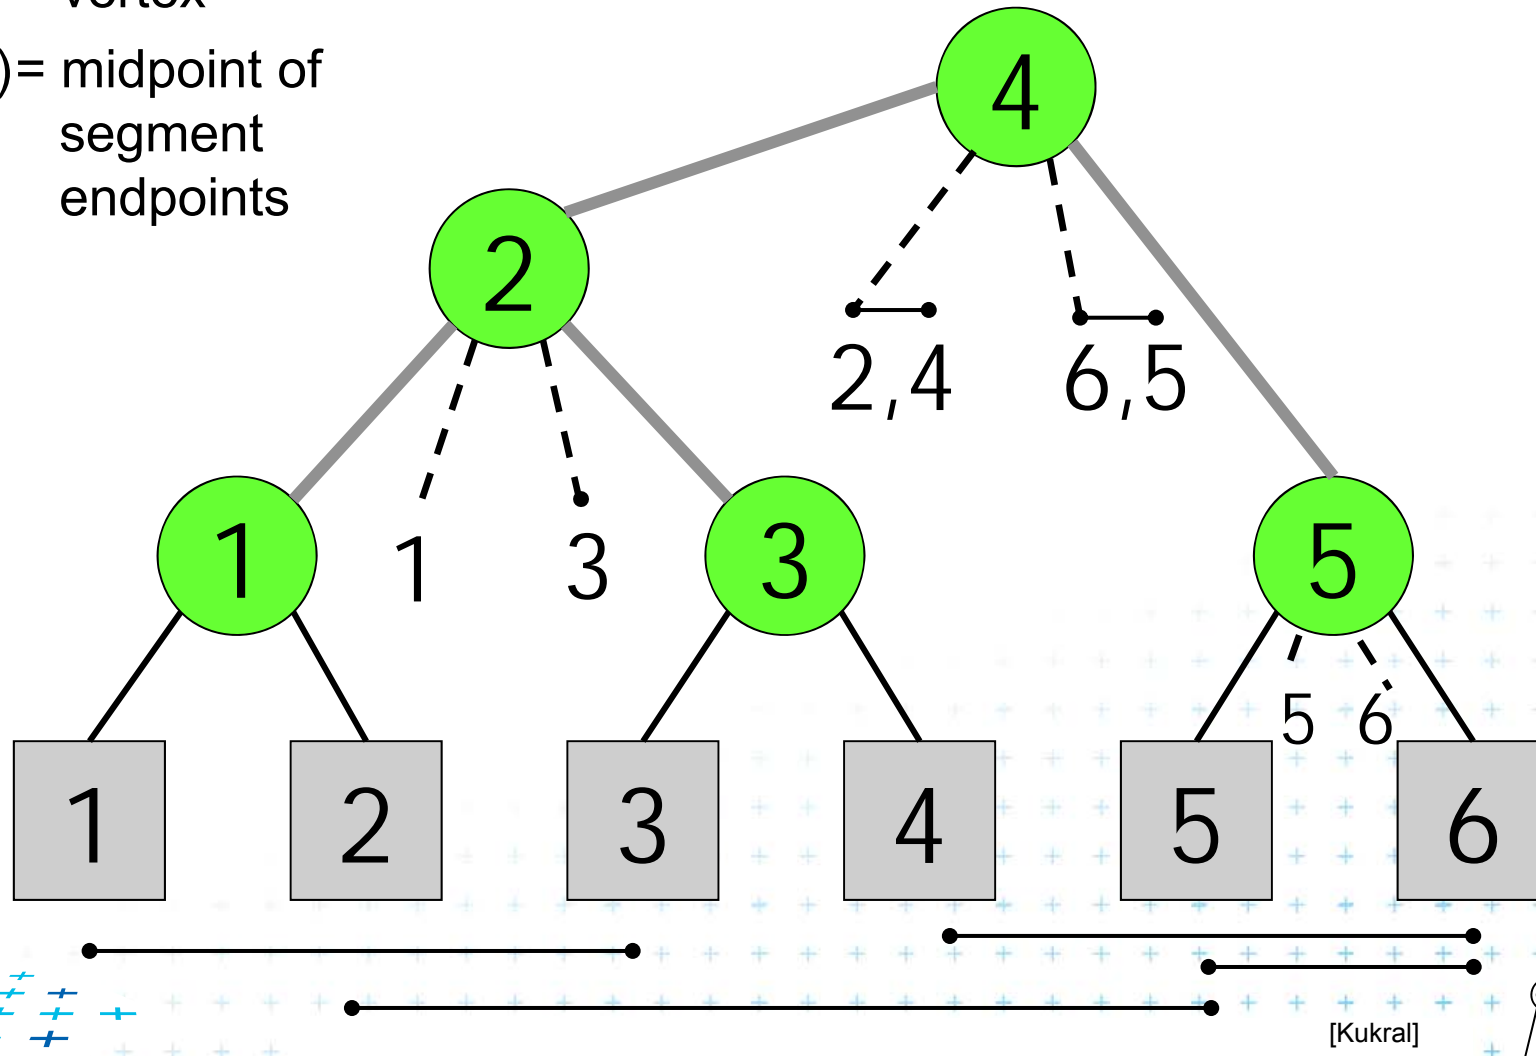 vertex
)= midpoint of
segment
endpoints
4
2
2,4
6,5
1
1
3
3
5
5 6
1 2 3 4 5 6
[Kukral]